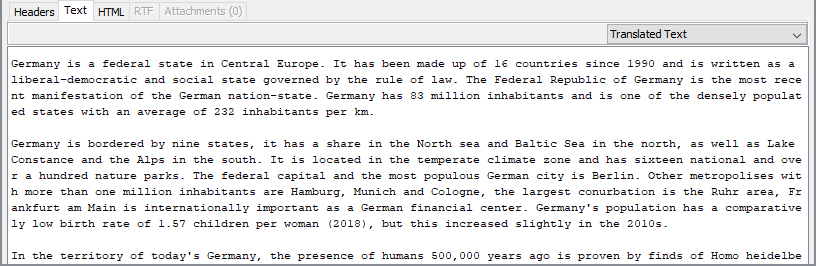 Headers Text HTML RTF Attachments (0)
Translated Text
Germany is a federal state in Central Europe. It has been made up of 16 countries since 1990 and is written as a
liberal-democratic and social state governed by the rule of law. The Federal Republic of Germany is the most rece
nt manifestation of the German nation-state. Germany has 83 million inhabitants and is one of the densely populat
ed states with an average of 232 inhabitants per km.
Germany is bordered by nine states, it has a share in the North sea and Baltic Sea in the north, as well as Lake
Constance and the Alps in the south. It is located in the temperate climate zone and has sixteen national and ove
r a hundred nature parks. The federal capital and the most populous German city is Berlin. Other metropolises wit
h more than one million inhabitants are Hamburg, Munich and Cologne, the largest conurbation is the Ruhr area, Fr
ankfurt am Main is internationally important as a German financial center. Germany's population has a comparative
ly low birth rate of 1.57 children per woman (2018), but this increased slightly in the 2010s.
In the territory of today's Germany, the presence of humans 500,000 years ago is proven by finds of Homo heidelbe